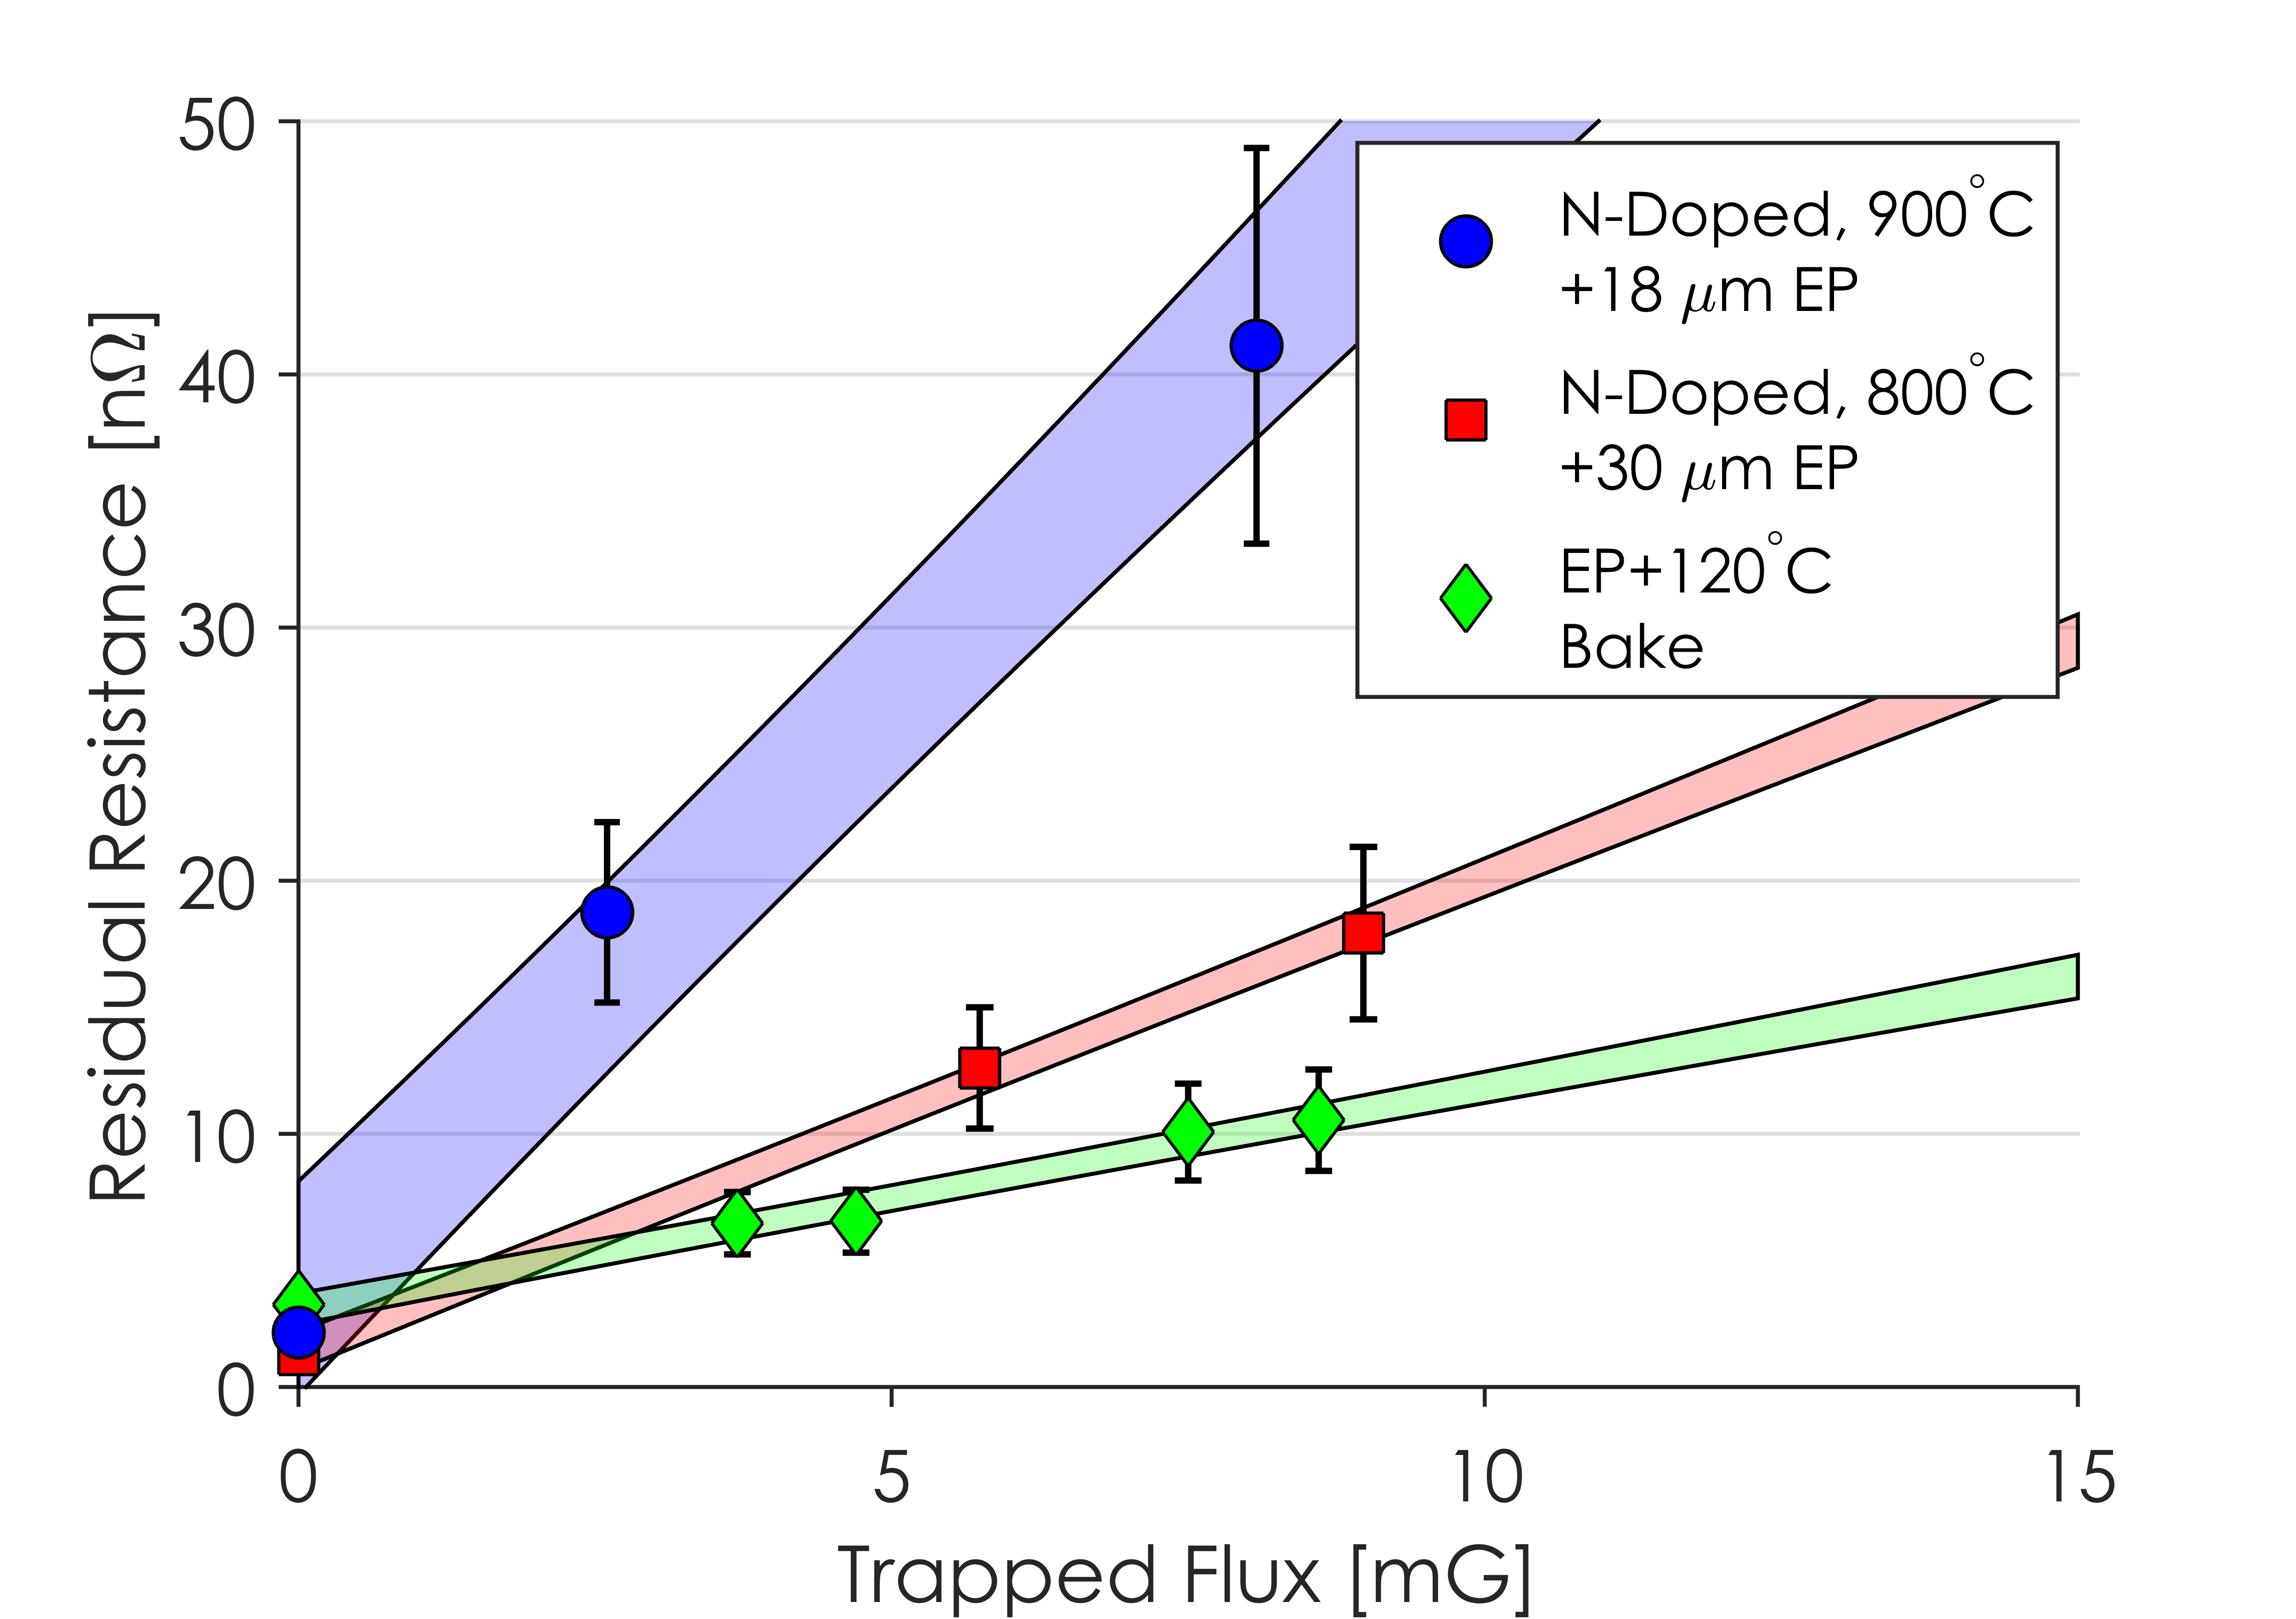 50
40
30
20
10
0
Residual Resistance [nΩ]
N-Doped, 900°C
+18 μm EP
N-Doped, 800°C
+30 μm EP
EP+120°C
Bake
0 5 10 15
Trapped Flux [mG]